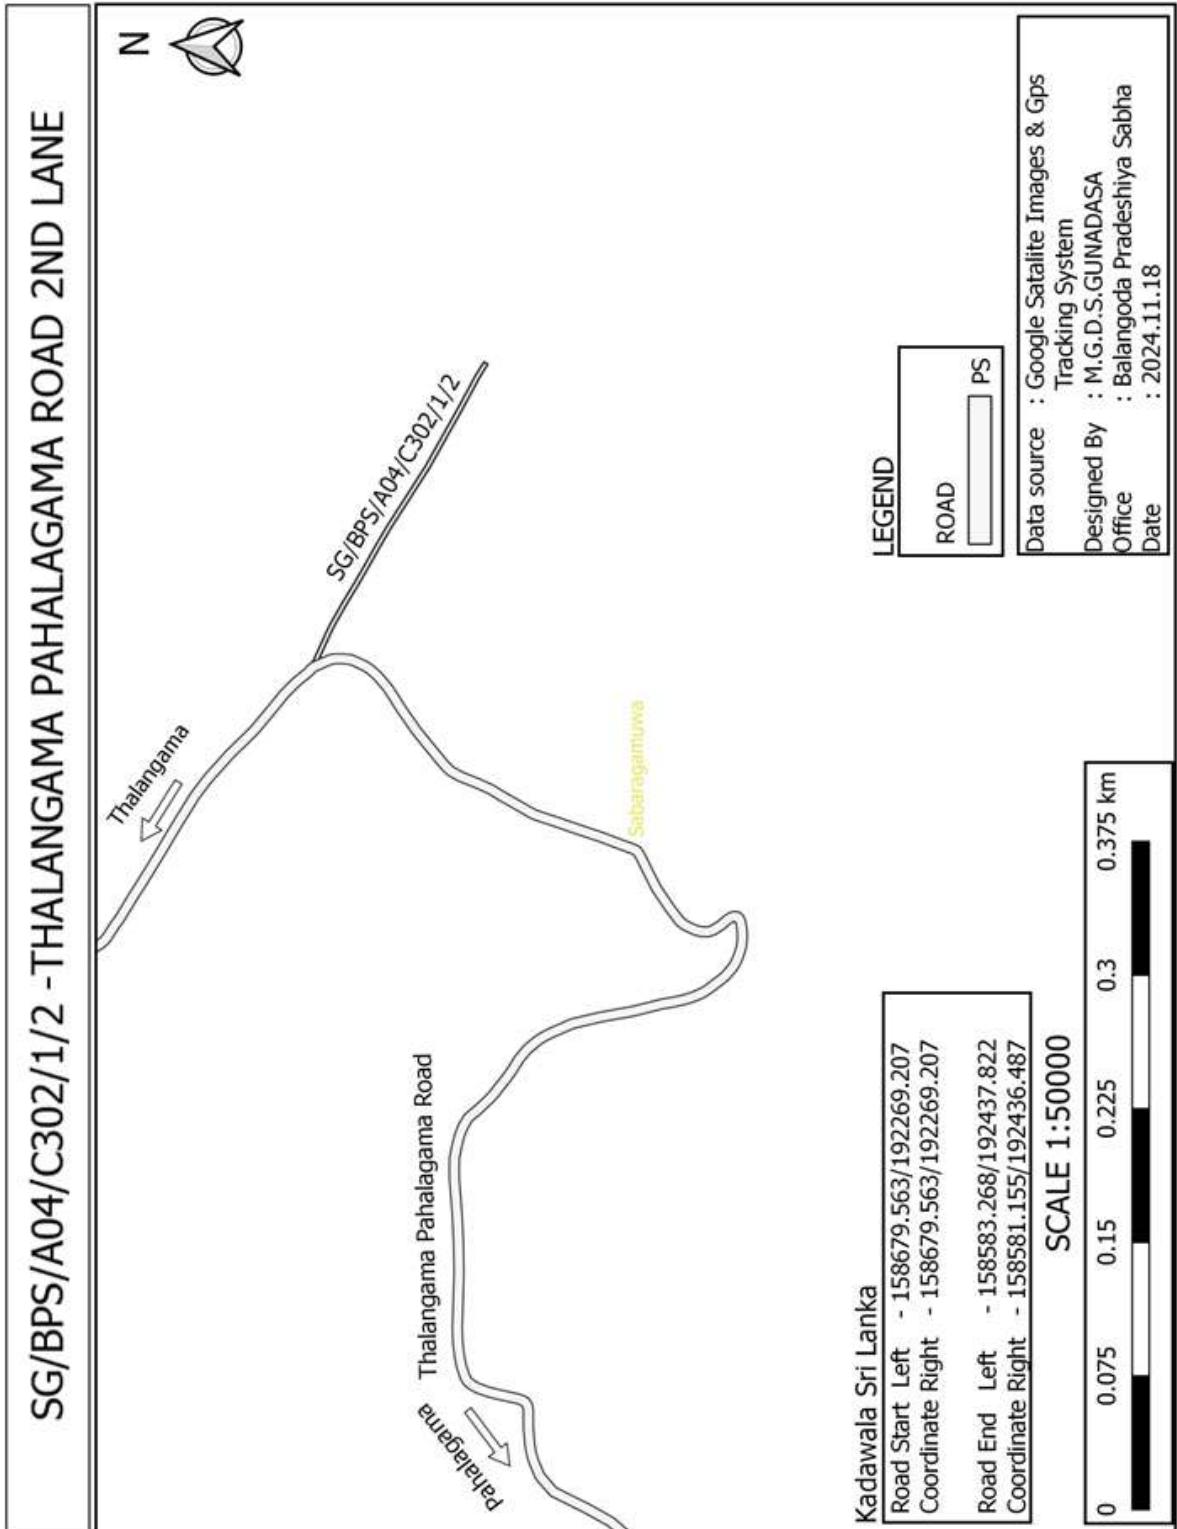 SG/BPS/A04/C302/1/2 -THALANGAMA PAHALAGAMA ROAD 2ND LANE
N
Thalangama
SG/BPS/A04/C302/1/2
Thalangama Pahalagama Road
Pahalagama
Sabaragamuwa
Kadawala Sri Lanka
Road Start Left - 158679.563/192269.207
Coordinate Right - 158679.563/192269.207
Road End Left - 158583.268/192437.822
Coordinate Right - 158581.155/192436.487
SCALE 1:50000
0 0.075 0.15 0.225 0.3 0.375 km
LEGEND
ROAD
PS
Data source : Google Satalite Images & Gps
Tracking System
Designed By : M.G.D.S.GUNADASA
Office : Balangoda Pradeshiya Sabha
Date : 2024.11.18